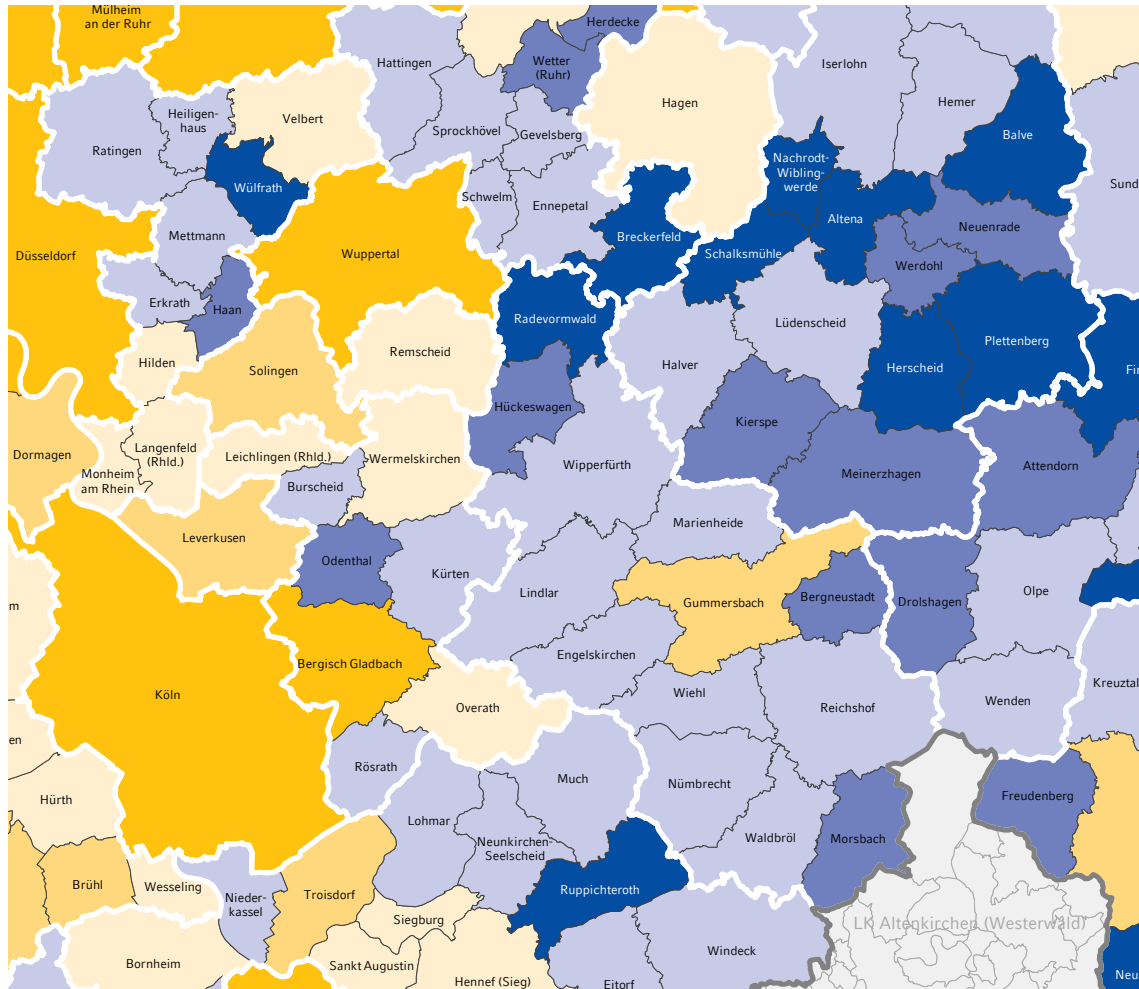 Mülheim
an der Ruhr
Herdecke
Hattingen
Wetter
(Ruhr)
Iserlohn
Hemer
Hagen
Heiligen-
haus
Velbert
Sprockhövel
Gevelsberg
Balve
Ratingen
Nachrodt-
Wibling-
werde
Wülfrath
Schwelm
Ennepetal
Sund
Altena
Mettmann
Breckerfeld
Neuenrade
Düsseldorf
Wuppertal
Schalksmühle
Werdohl
Erkrath
Haan
Radevormwald
Lüdenscheid
Plettenberg
Hilden
Solingen
Remscheid
Halver
Herscheid
Fin
Hückeswagen
Kierspe
Dormagen
Langenfeld
(Rhld.)
Leichlingen (Rhld.)
Wermelskirchen
Wipperfürth
Meinerzhagen
Attendorn
Monheim
am Rhein
Burscheid
Marienheide
Leverkusen
Odenthal
Kürten
Lindlar
Gummersbach
Bergneustadt
Drolshagen
Olpe
m
Engelskirchen
Bergisch Gladbach
Kreuztal
Köln
Wiehl
Overath
Reichshof
Wenden
en
Rösrath
Much
Nümbrecht
Hürth
Freudenberg
Lohmar
Neunkirchen-
Seelscheid
Waldbröl
Morsbach
Brühl
Wesseling
Nieder-
kassel
Troisdorf
Ruppichteroth
Siegburg
LK Altenkirchen (Westerwald)
Bornheim
Sankt Augustin
Hennef (Sieg)
Windeck
Eitorf
Neu